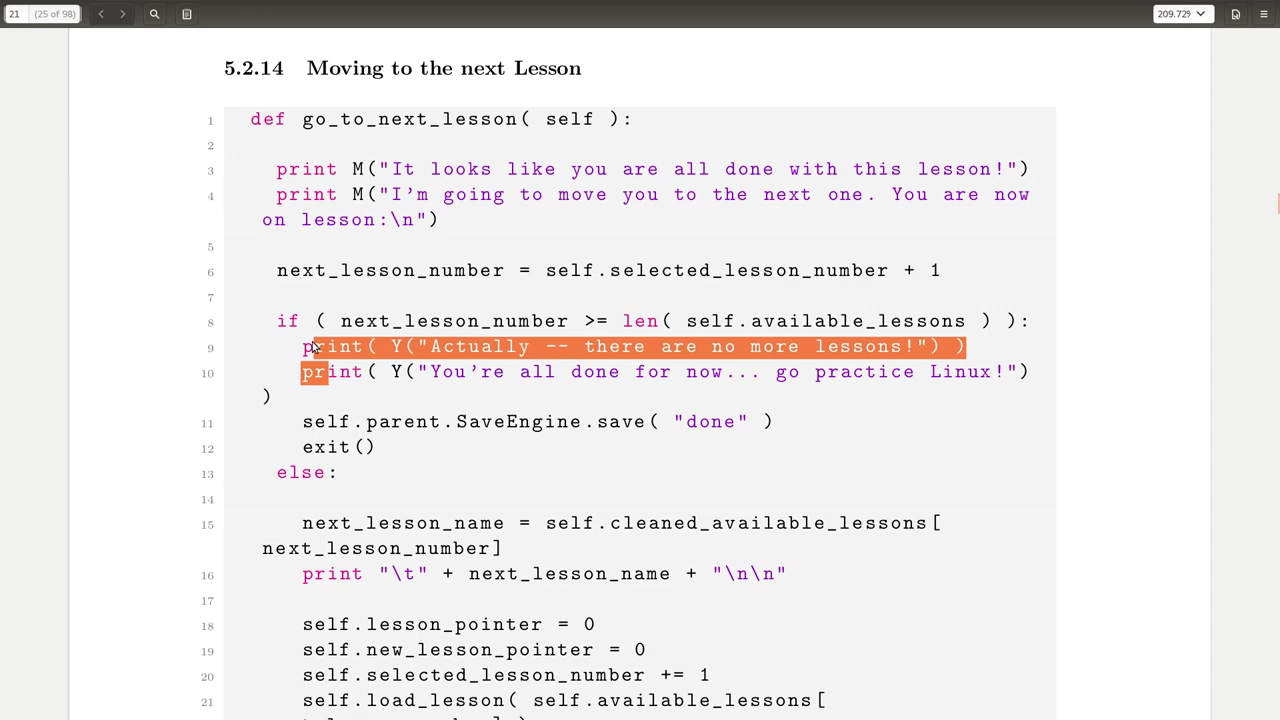 21 (25 of 98) 209.72%
5.2.14 Moving to the next Lesson
1 def go_to_next_lesson( self ):
2
3 print M("It looks like you are all done with this lesson!")
4 print M("I'm going to move you to the next one. You are now
on lesson:\n")
5
6 next_lesson_number = self.selected_lesson_number + 1
7
8 if ( next_lesson_number >= len( self.available_lessons ) ):
9 print( Y("Actually -- there are no more lessons!") )
10 print( Y("You're all done for now... go practice Linux!")
)
11 self.parent.SaveEngine.save( "done" )
12 exit()
13 else:
14
15 next_lesson_name = self.cleaned_available_lessons[
next_lesson_number]
16 print "\t" + next_lesson_name + "\n\n"
17
18 self.lesson_pointer = 0
19 self.new_lesson_pointer = 0
20 self.selected_lesson_number += 1
21 self.load_lesson( self.available_lessons[